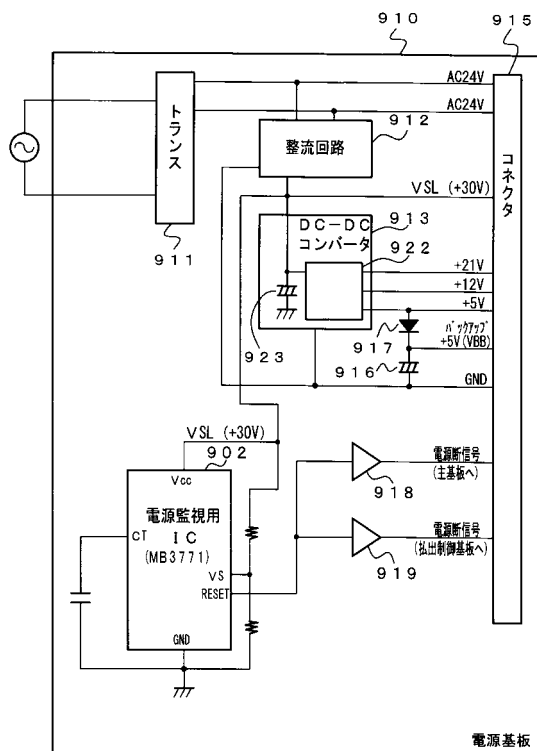 910
915
AC24V
AC24V
912
トランス
整流回路
コネクタ
VSL (+30V)
913
DC-DC
コンバータ
922
911
+21V
+12V
+5V
917
バックアップ
+5V(VBB)
923
916
GND
VSL (+30V)
902
Vcc
電源断信号
(主基板へ)
電源監視用
IC
(MB3771)
CT
918
VS
RESET
電源断信号
(払出制御基板へ)
919
GND
電源基板